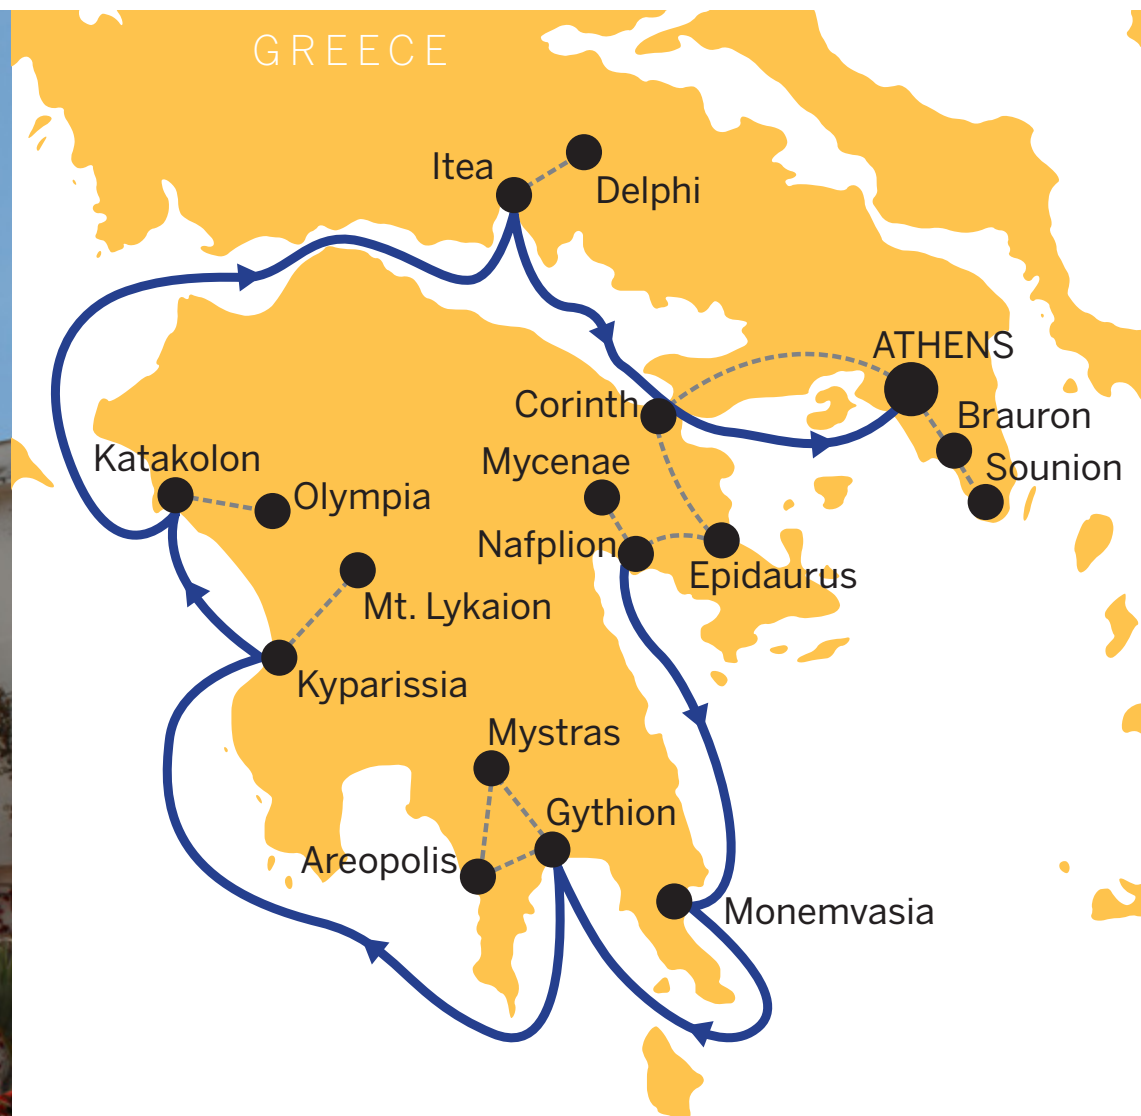 GREECE
Itea
Delphi
ATHENS
Corinth
Brauron
Mycenae
Katakolon
Sounion
Olympia
Nafplion
Epidaurus
Mt. Lykaion
Kyparissia
Mystras
Gythion
Areopolis
Monemvasia